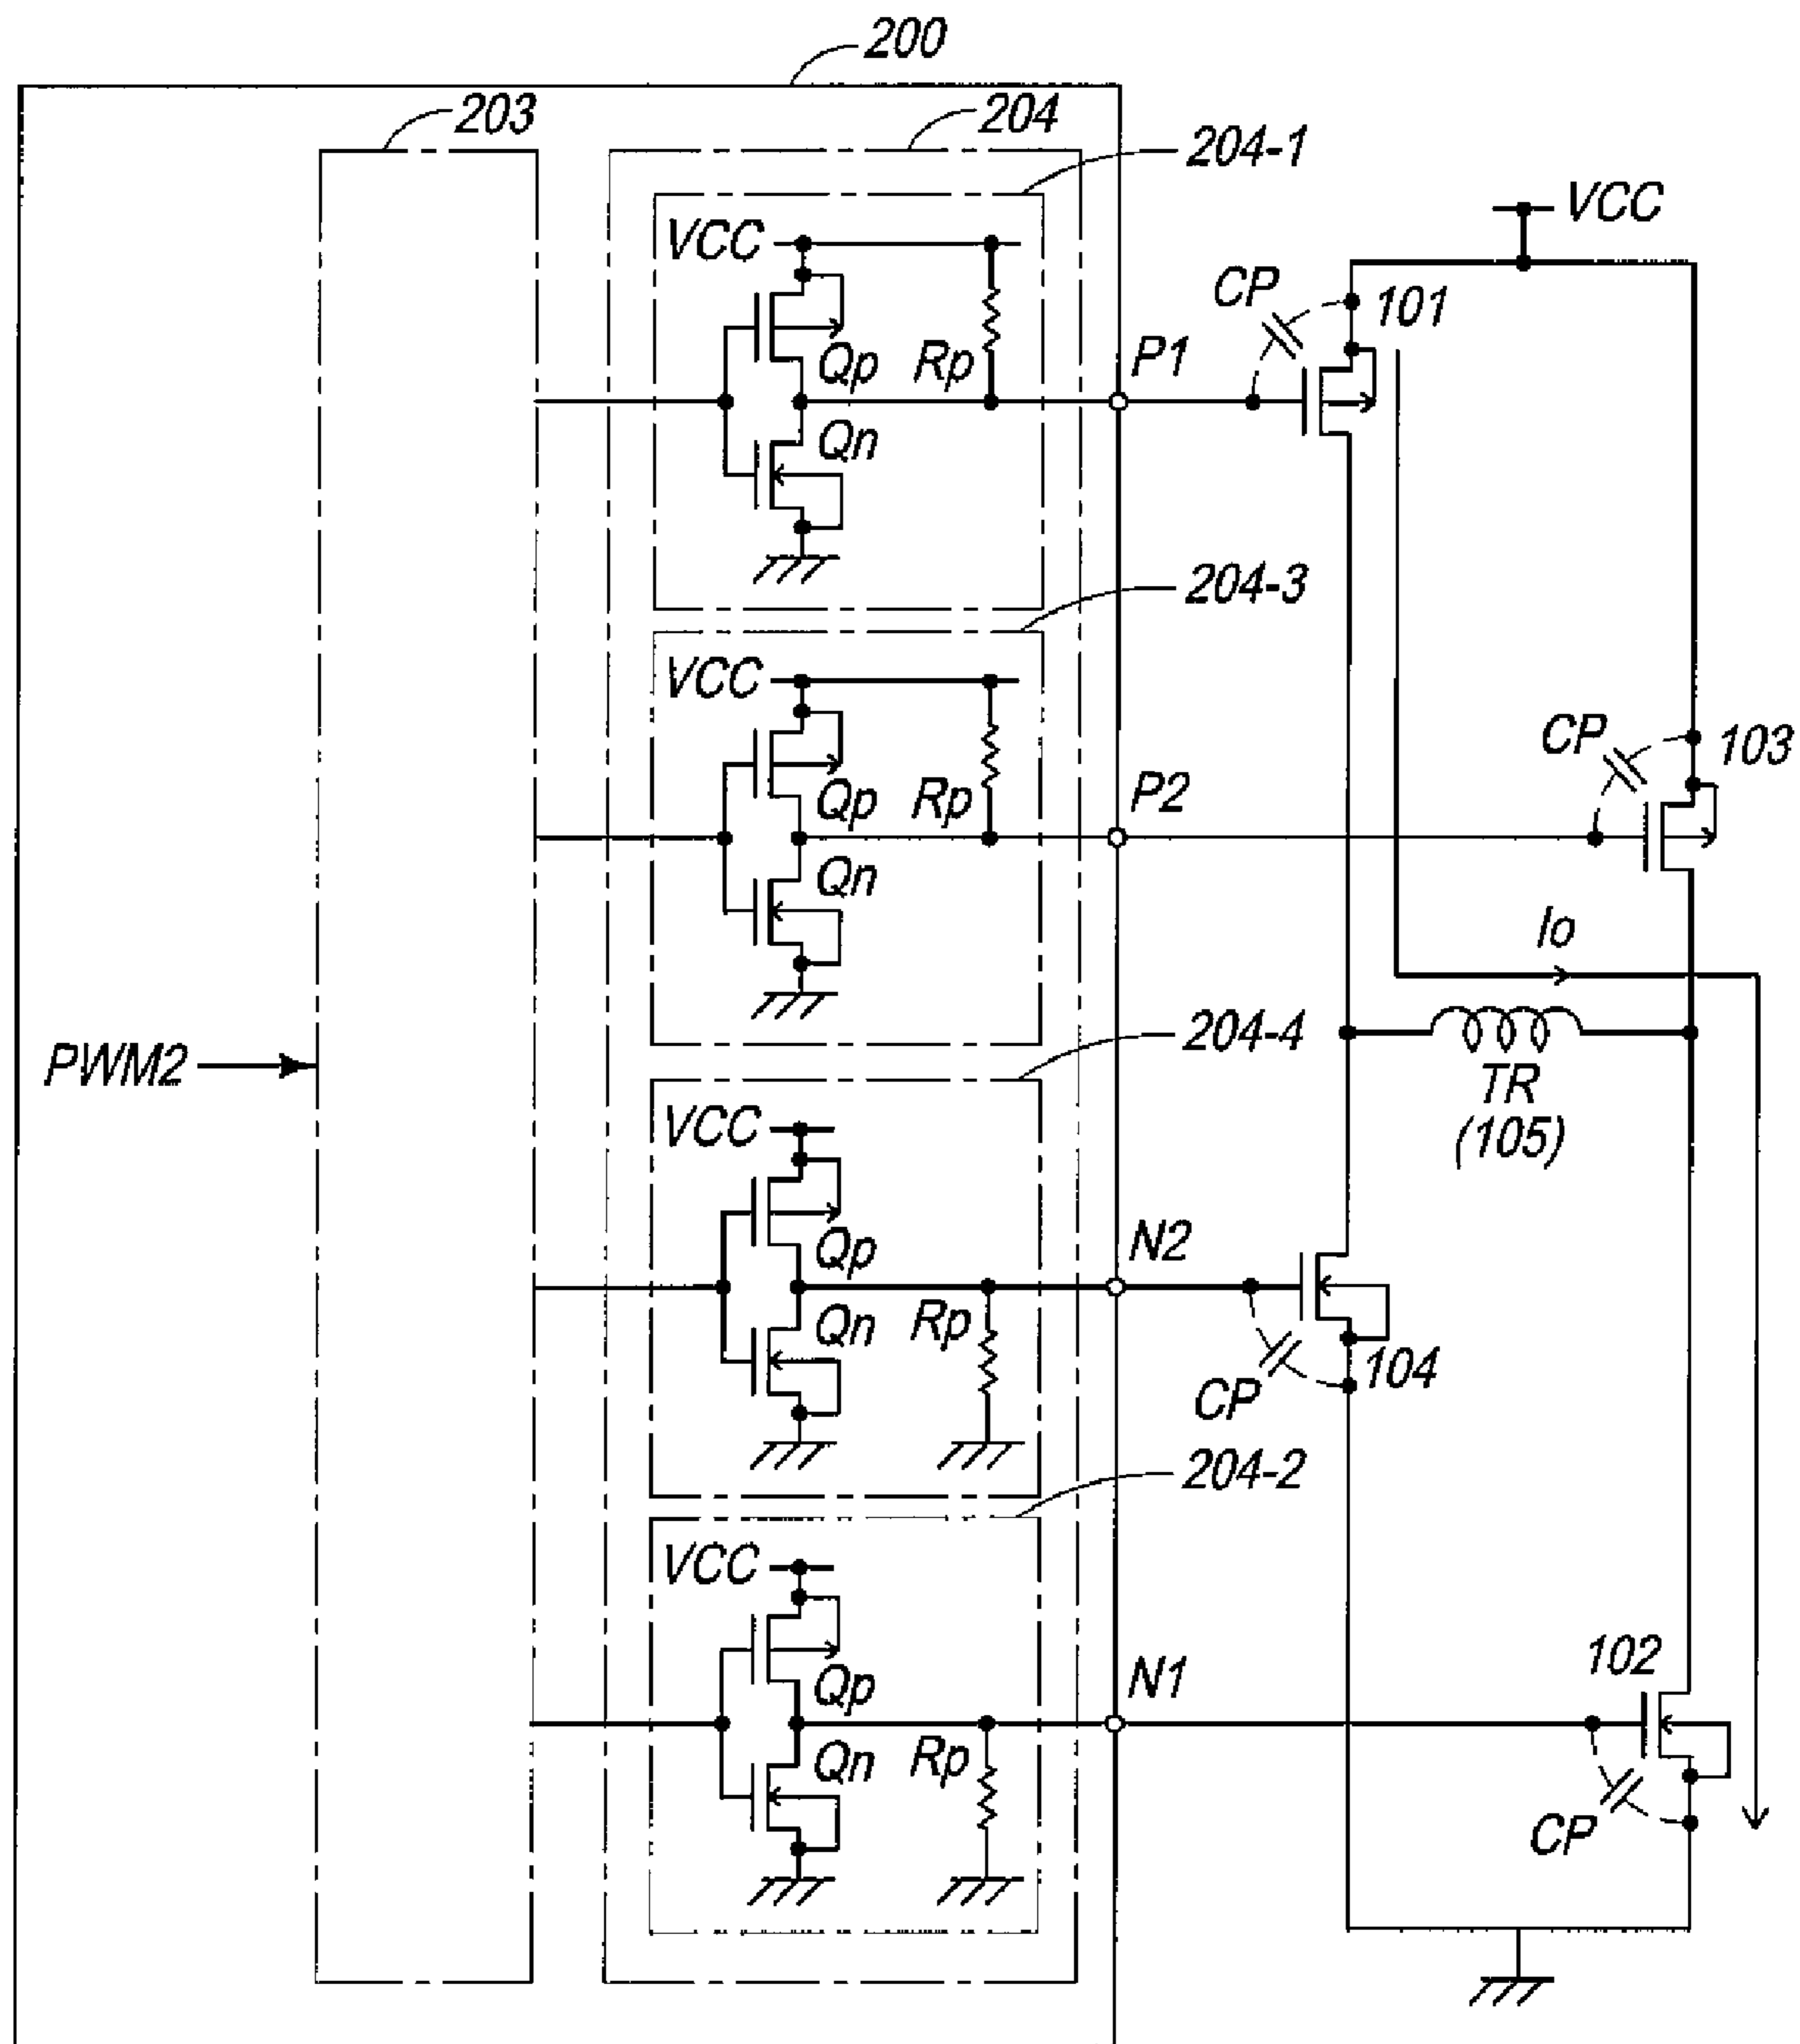 200
203
204
204-1
VCC
VCC
CP
101
Qp
Rp
P1
Qn
204-3
VCC
CP
103
Qp
Rp
P2
Qn
Io
204-4
PWM2
TR
(105)
VCC
N2
Qp
Qn
Rp
104
CP
204-2
VCC
102
N1
Qp
Qn
Rp
CP